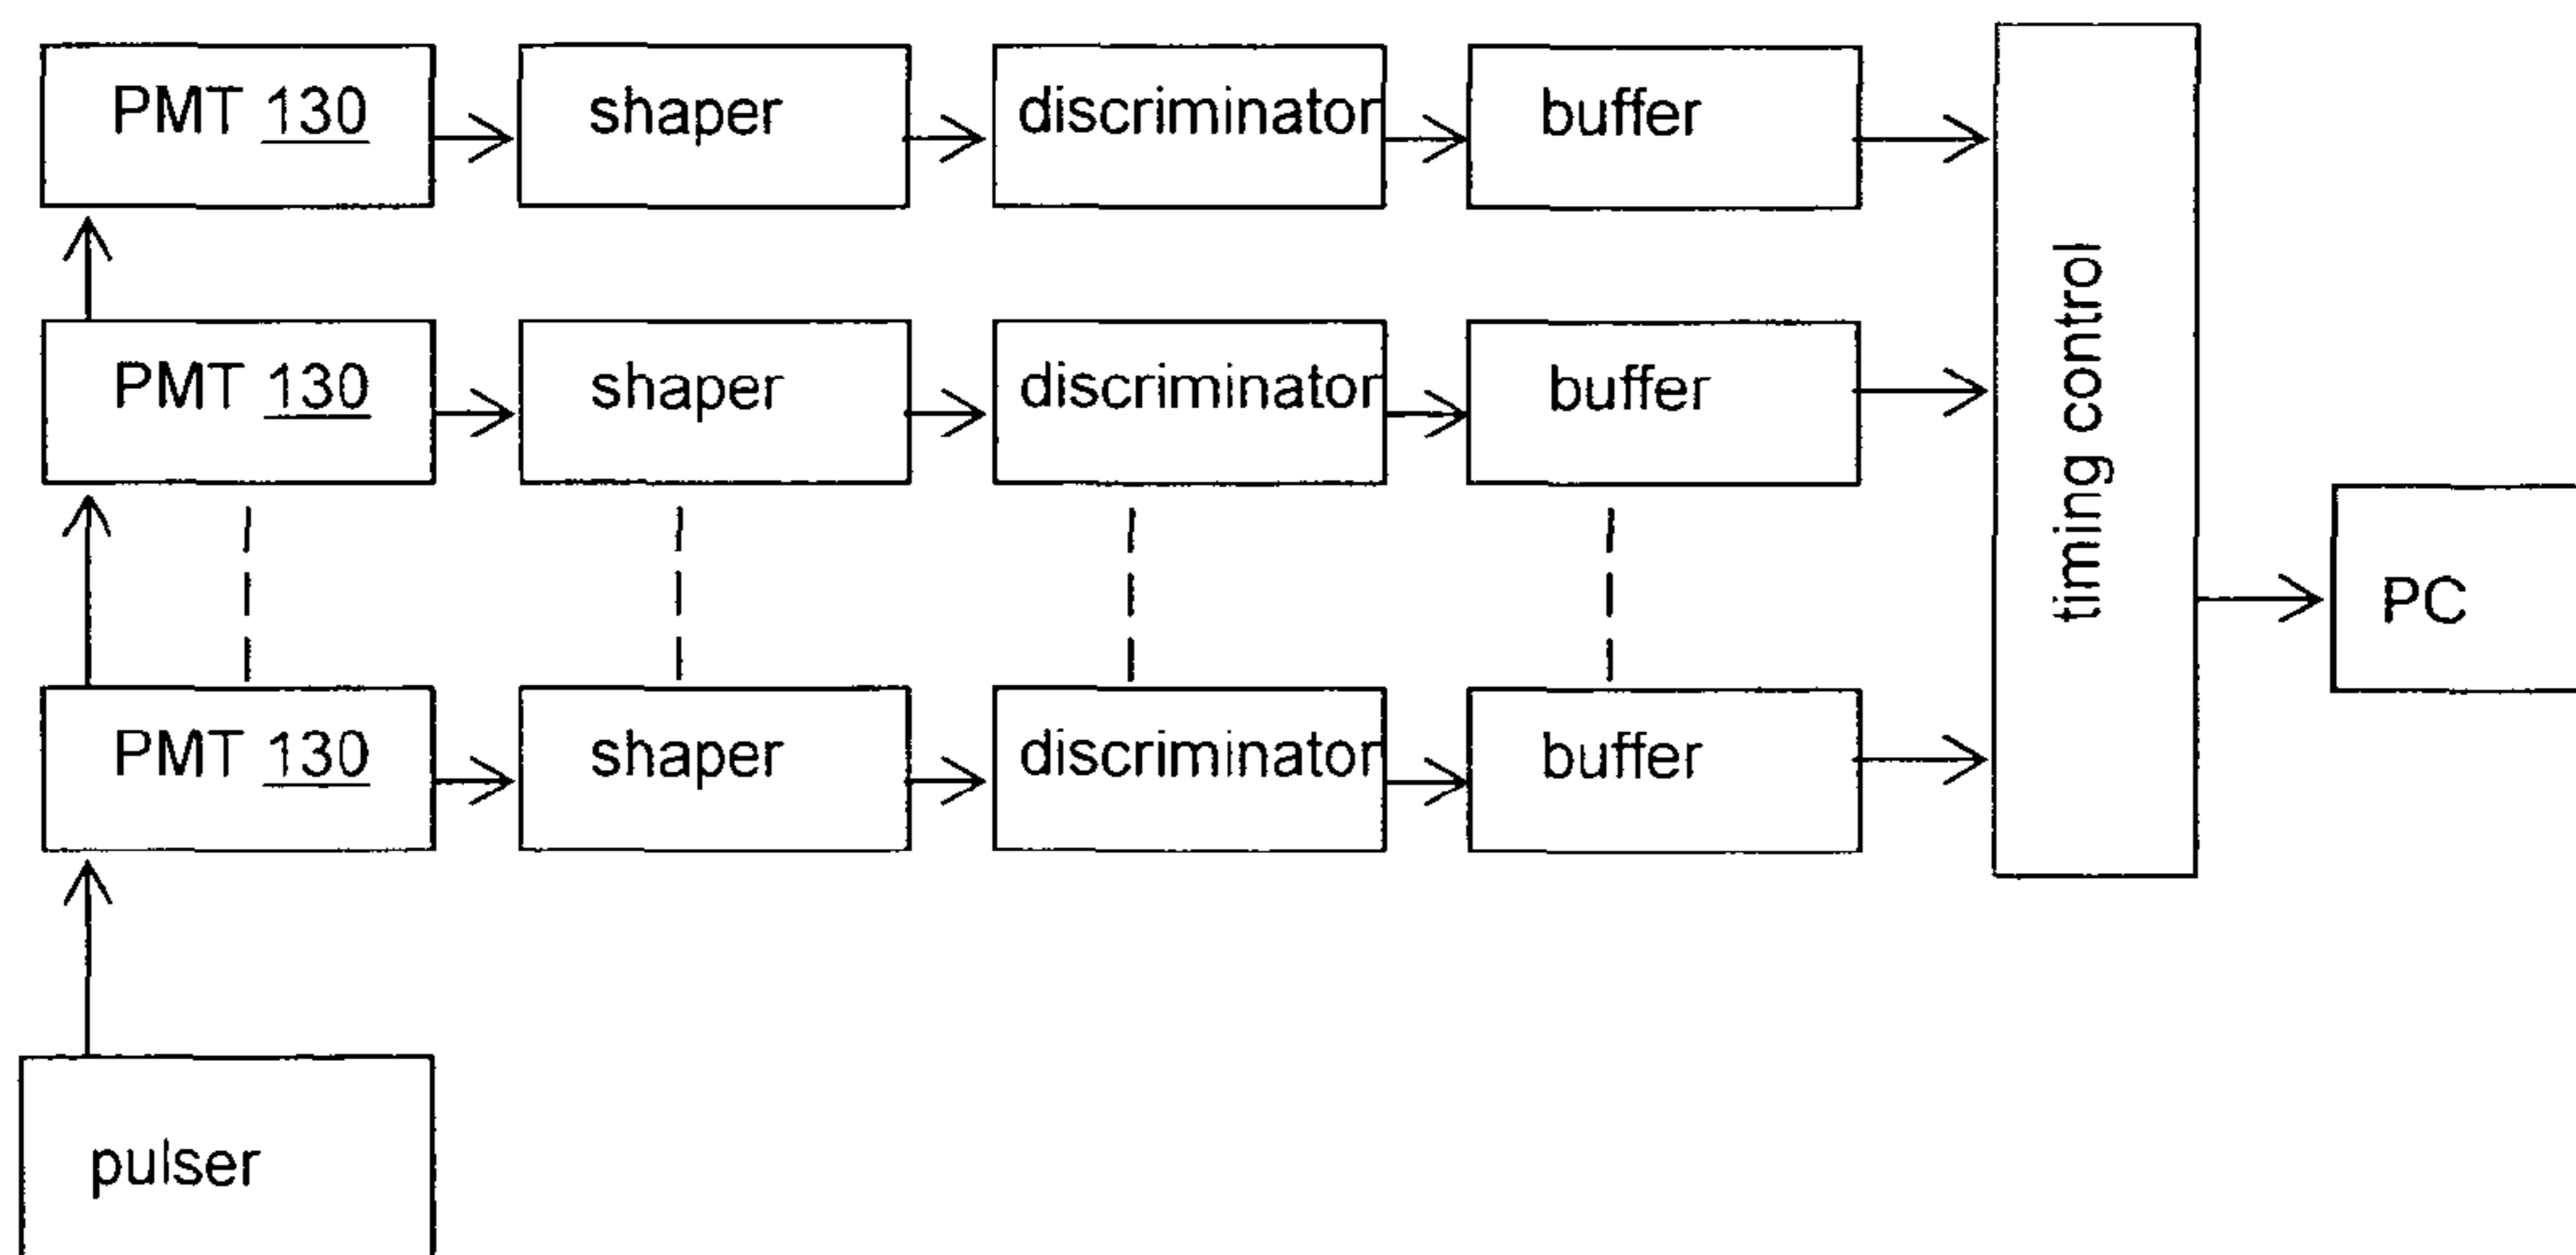 PMT 130
shaper
discriminator
buffer
PMT 130
shaper
discriminator
buffer
timing control
PC
PMT 130
shaper
discriminator
buffer
pulser